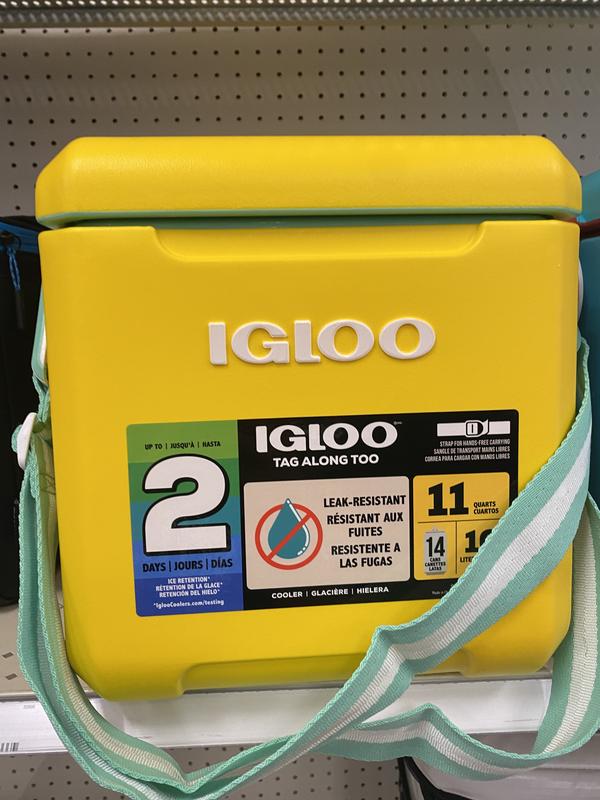 IGLOO
UP TO | JUSQU'À | HASTA
2
DAYS | JOURS | DÍAS
ICE RETENTION*
RÉTENTION DE LA GLACE*
RETENCIÓN DEL HIELO*
*IglooCoolers.com/testing
IGLOO
TAG ALONG TOO
STRAP FOR HANDS-FREE CARRYING
SANGLE DE TRANSPORT MAINS LIBRES
CORREA PARA CARGAR CON MANOS LIBRES
LEAK-RESISTANT
RÉSISTANT AUX
FUITES
RESISTENTE A
LAS FUGAS
11 QUARTS
CUARTOS
14
CANS
CANETTES
LATAS
COOLER | GLACIÈRE | HIELERA